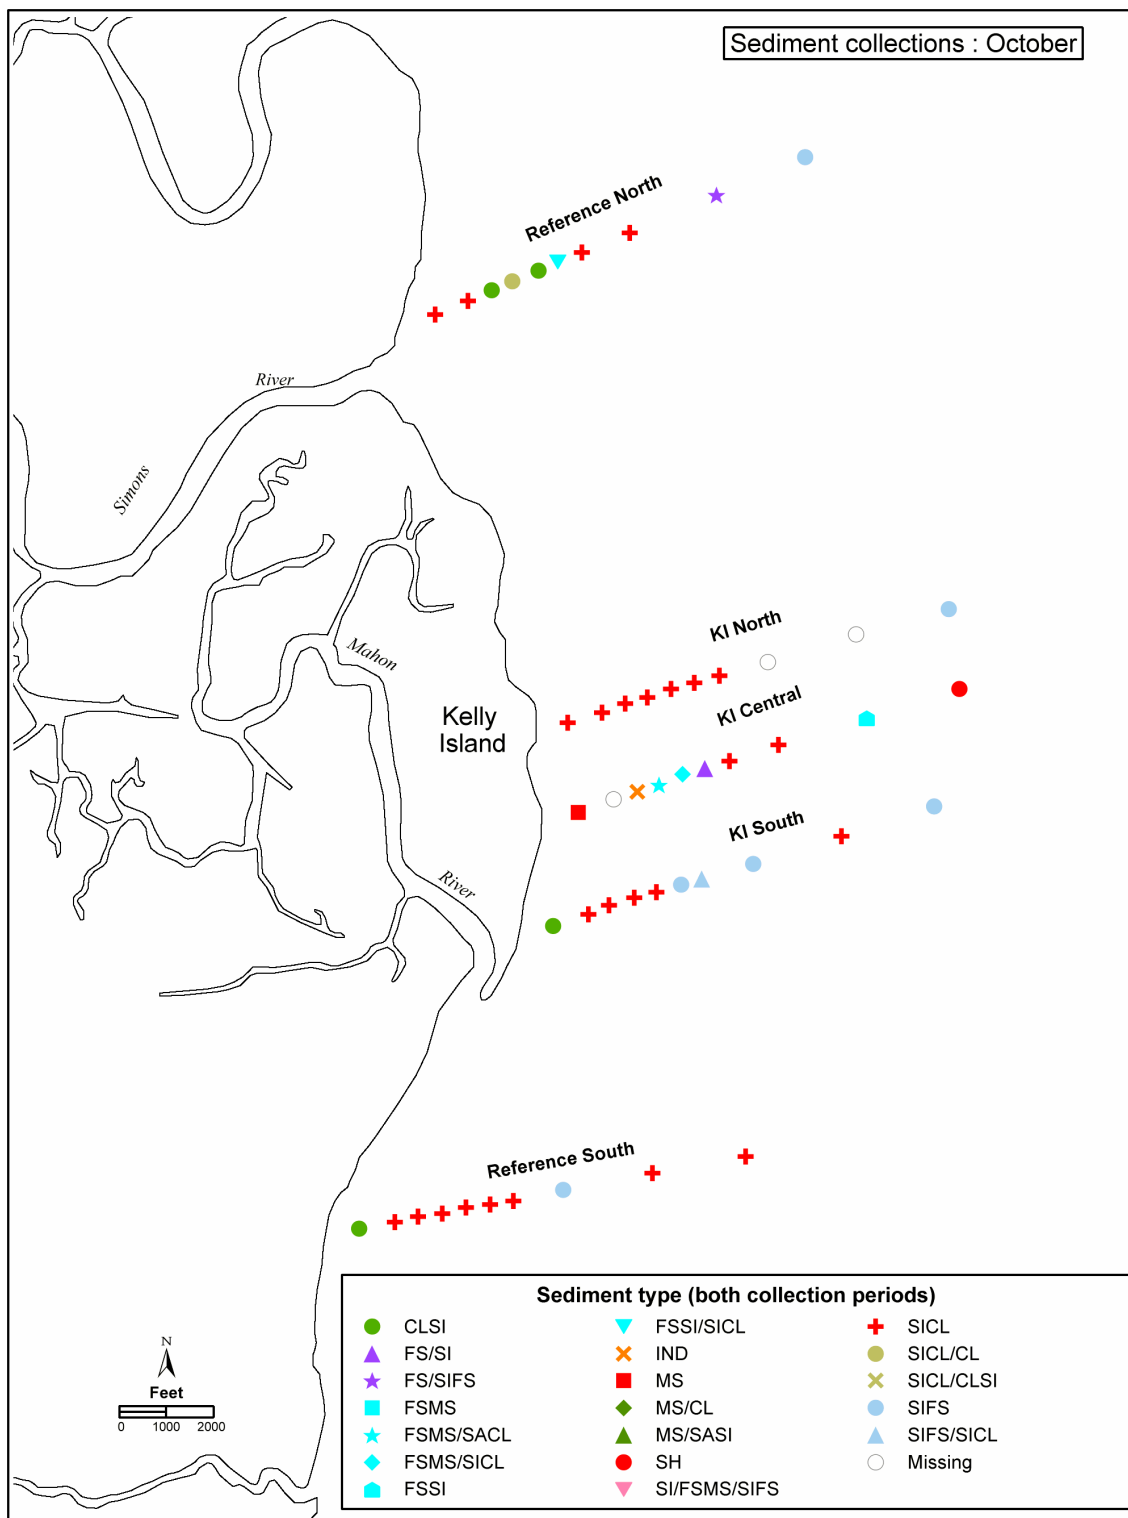 Sediment collections : October
Reference North
River
Simons
KI North
Mahon
KI Central
Kelly
Island
KI South
River
Reference South
Sediment type (both collection periods)
CLSI
FS/SI
FS/SIFS
FSMS
FSMS/SACL
FSMS/SICL
FSSI
FSSI/SICL
IND
MS
MS/CL
MS/SASI
SH
SI/FSMS/SIFS
SICL
SICL/CL
SICL/CLSI
SIFS
SIFS/SICL
Missing
N
Feet
0 1000 2000